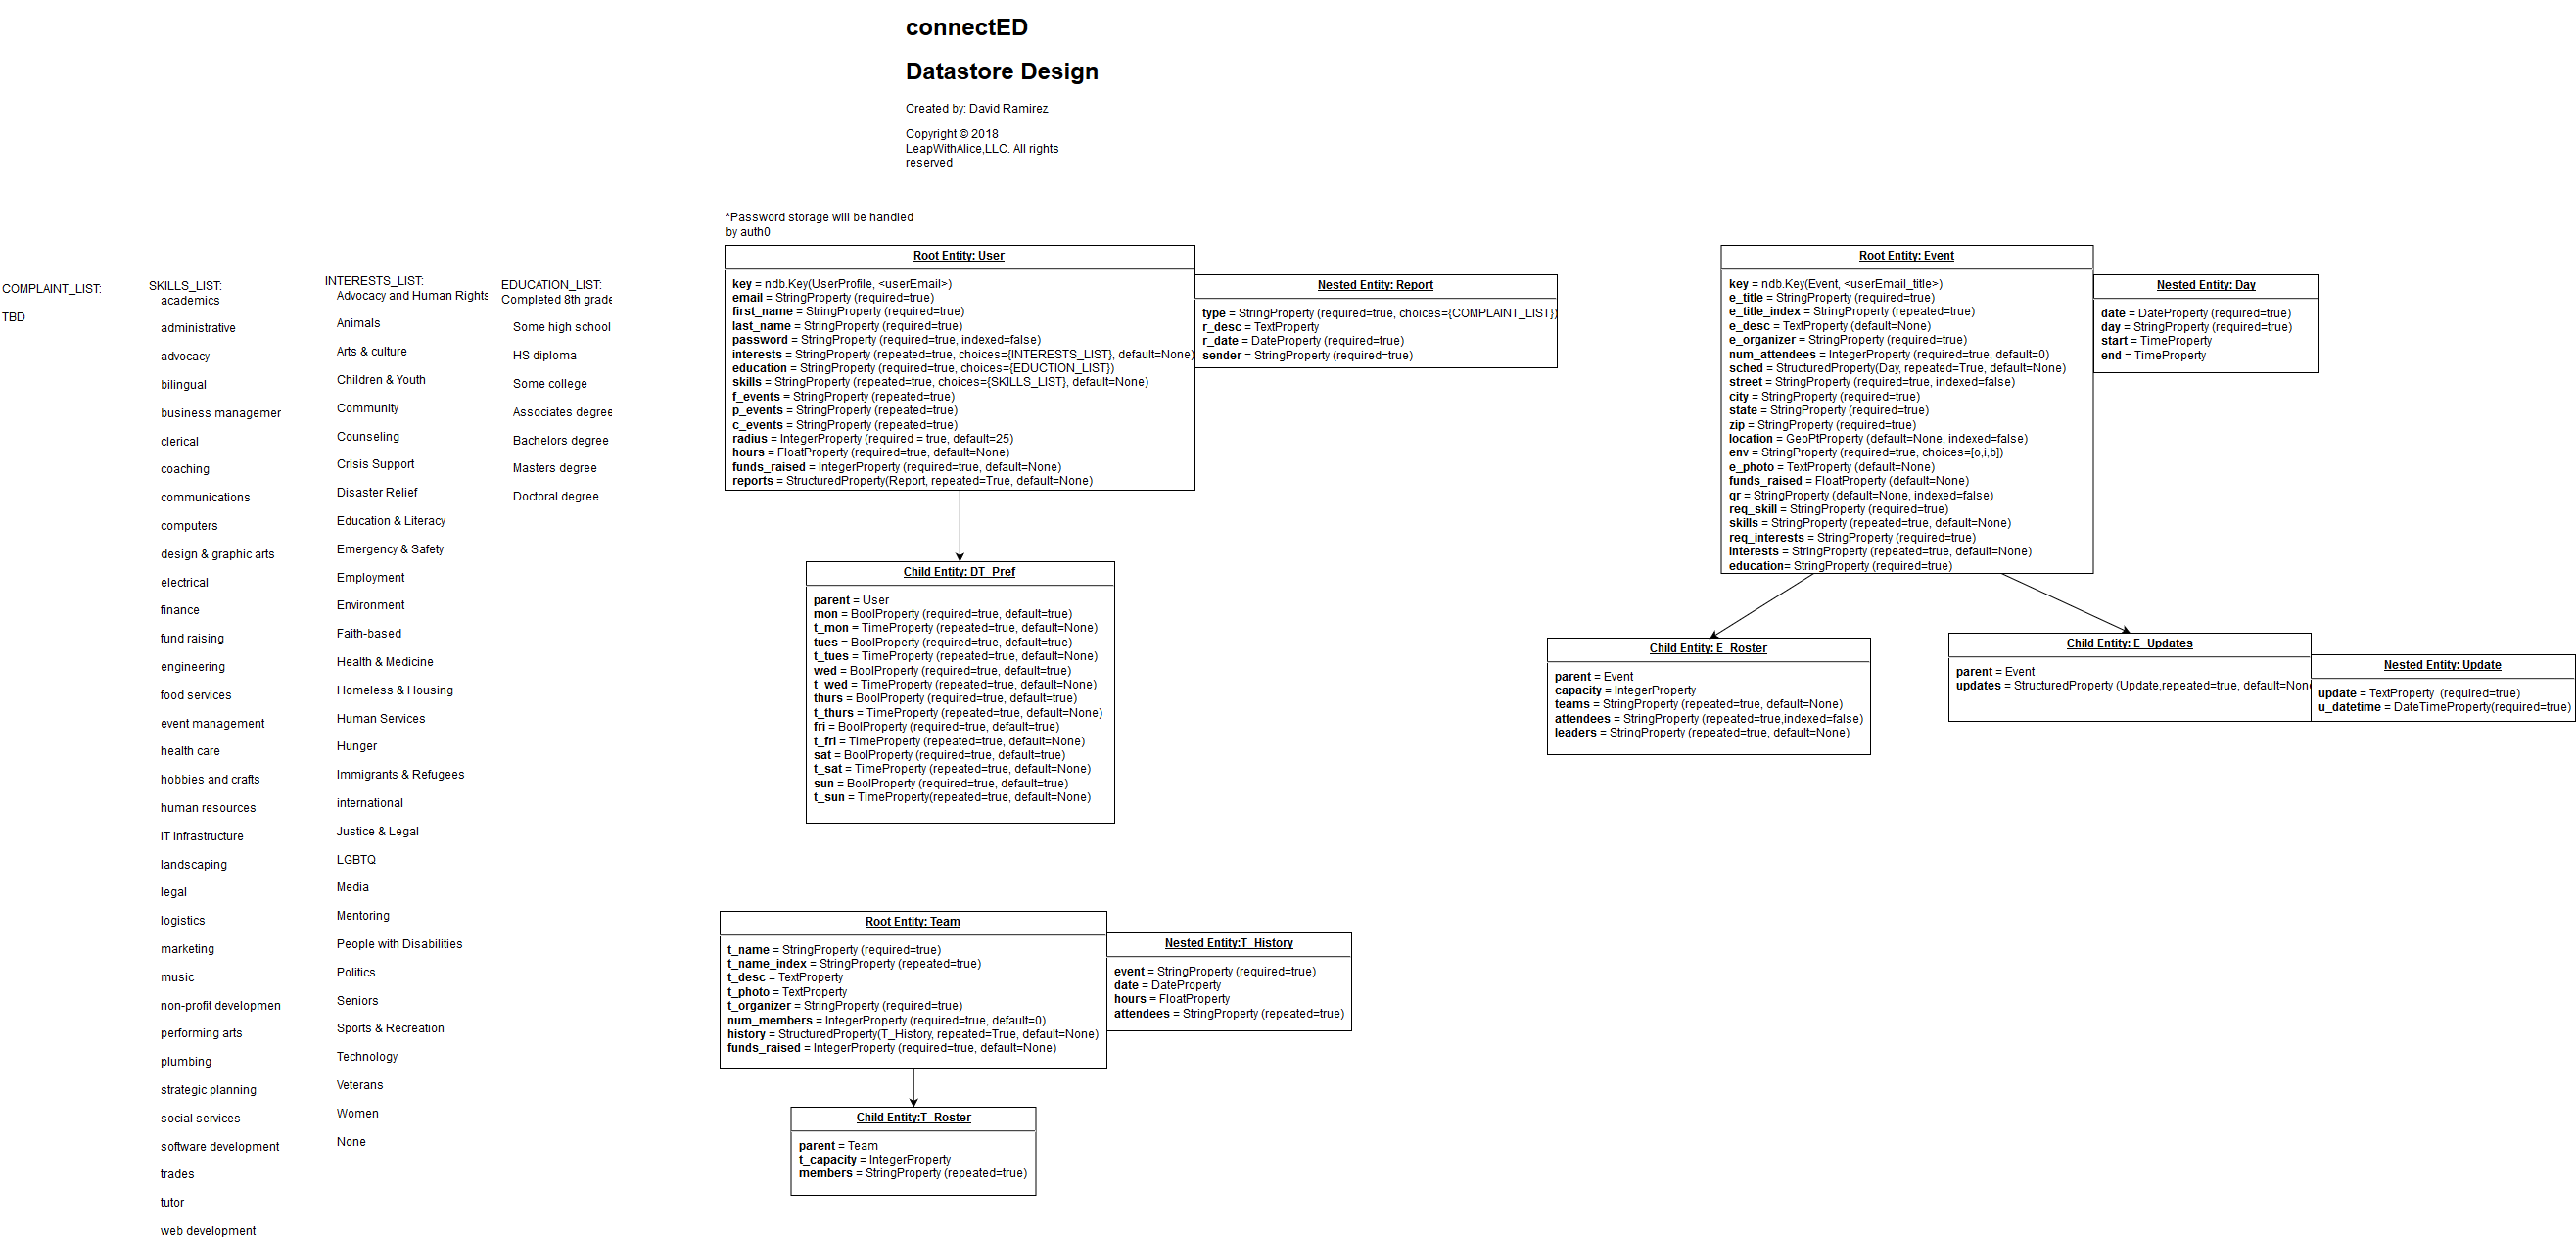 connectED
Datastore Design
Created by: David Ramirez
Copyright © 2018
LeapWithAlice,LLC. All rights
reserved
COMPLAINT_LIST:
TBD
SKILLS_LIST:
academics
administrative
advocacy
bilingual
business managemer
clerical
coaching
communications
computers
design & graphic arts
electrical
finance
fund raising
engineering
food services
event management
health care
hobbies and crafts
human resources
IT infrastructure
landscaping
legal
logistics
marketing
music
non-profit developmen
performing arts
plumbing
strategic planning
social services
software development
trades
tutor
web development
INTERESTS_LIST:
Advocacy and Human Rights
Animals
Arts & culture
Children & Youth
Community
Counseling
Crisis Support
Disaster Relief
Education & Literacy
Emergency & Safety
Employment
Environment
Faith-based
Health & Medicine
Homeless & Housing
Human Services
Hunger
Immigrants & Refugees
international
Justice & Legal
LGBTQ
Media
Mentoring
People with Disabilities
Politics
Seniors
Sports & Recreation
Technology
Veterans
Women
None
EDUCATION_LIST:
Completed 8th grade
Some high school
HS diploma
Some college
Associates degree
Bachelors degree
Masters degree
Doctoral degree
*Password storage will be handled
by auth0
Root Entity: User
key = ndb.Key(UserProfile, <userEmail>)
email = StringProperty (required=true)
first_name = StringProperty (required=true)
last_name = StringProperty (required=true)
password = StringProperty (required=true, indexed=false)
interests = StringProperty (repeated=true, choices={INTERESTS_LIST}, default=None)
education = StringProperty (required=true, choices={EDUCTION_LIST})
skills = StringProperty (repeated=true, choices={SKILLS_LIST}, default=None)
f_events = StringProperty (repeated=true)
p_events = StringProperty (repeated=true)
c_events = StringProperty (repeated=true)
radius = IntegerProperty (required = true, default=25)
hours = FloatProperty (required=true, default=None)
funds_raised = IntegerProperty (required=true, default=None)
reports = StructuredProperty(Report, repeated=True, default=None)
Nested Entity: Report
type = StringProperty (required=true, choices={COMPLAINT_LIST})
r_desc = TextProperty
r_date = DateProperty (required=true)
sender = StringProperty (required=true)
Child Entity: DT_Pref
parent = User
mon = BoolProperty (required=true, default=true)
t_mon = TimeProperty (repeated=true, default=None)
tues = BoolProperty (required=true, default=true)
t_tues = TimeProperty (repeated=true, default=None)
wed = BoolProperty (required=true, default=true)
t_wed = TimeProperty (repeated=true, default=None)
thurs = BoolProperty (required=true, default=true)
t_thurs = TimeProperty (repeated=true, default=None)
fri = BoolProperty (required=true, default=true)
t_fri = TimeProperty (repeated=true, default=None)
sat = BoolProperty (required=true, default=true)
t_sat = TimeProperty (repeated=true, default=None)
sun = BoolProperty (required=true, default=true)
t_sun = TimeProperty(repeated=true, default=None)
Root Entity: Team
t_name = StringProperty (required=true)
t_name_index = StringProperty (repeated=true)
t_desc = TextProperty
t_photo = TextProperty
t_organizer = StringProperty (required=true)
num_members = IntegerProperty (required=true, default=0)
history = StructuredProperty(T_History, repeated=True, default=None)
funds_raised = IntegerProperty (required=true, default=None)
Nested Entity:T_History
event = StringProperty (required=true)
date = DateProperty
hours = FloatProperty
attendees = StringProperty (repeated=true)
Child Entity:T_Roster
parent = Team
t_capacity = IntegerProperty
members = StringProperty (repeated=true)
Root Entity: Event
key = ndb.Key(Event, <userEmail_title>)
e_title = StringProperty (required=true)
e_title_index = StringProperty (repeated=true)
e_desc = TextProperty (default=None)
e_organizer = StringProperty (required=true)
num_attendees = IntegerProperty (required=true, default=0)
sched = StructuredProperty(Day, repeated=True, default=None)
street = StringProperty (required=true, indexed=false)
city = StringProperty (required=true)
state = StringProperty (required=true)
zip = StringProperty (required=true)
location = GeoPtProperty (default=None, indexed=false)
env = StringProperty (required=true, choices=[o,i,b])
e_photo = TextProperty (default=None)
funds_raised = FloatProperty (default=None)
qr = StringProperty (default=None, indexed=false)
req_skill = StringProperty (required=true)
skills = StringProperty (repeated=true, default=None)
req_interests = StringProperty (required=true)
interests = StringProperty (repeated=true, default=None)
education= StringProperty (required=true)
Nested Entity: Day
date = DateProperty (required=true)
day = StringProperty (required=true)
start = TimeProperty
end = TimeProperty
Child Entity: E_Roster
parent = Event
capacity = IntegerProperty
teams = StringProperty (repeated=true, default=None)
attendees = StringProperty (repeated=true,indexed=false)
leaders = StringProperty (repeated=true, default=None)
Child Entity: E_Updates
parent = Event
updates = StructuredProperty (Update,repeated=true, default=None
Nested Entity: Update
update = TextProperty (required=true)
u_datetime = DateTimeProperty(required=true)